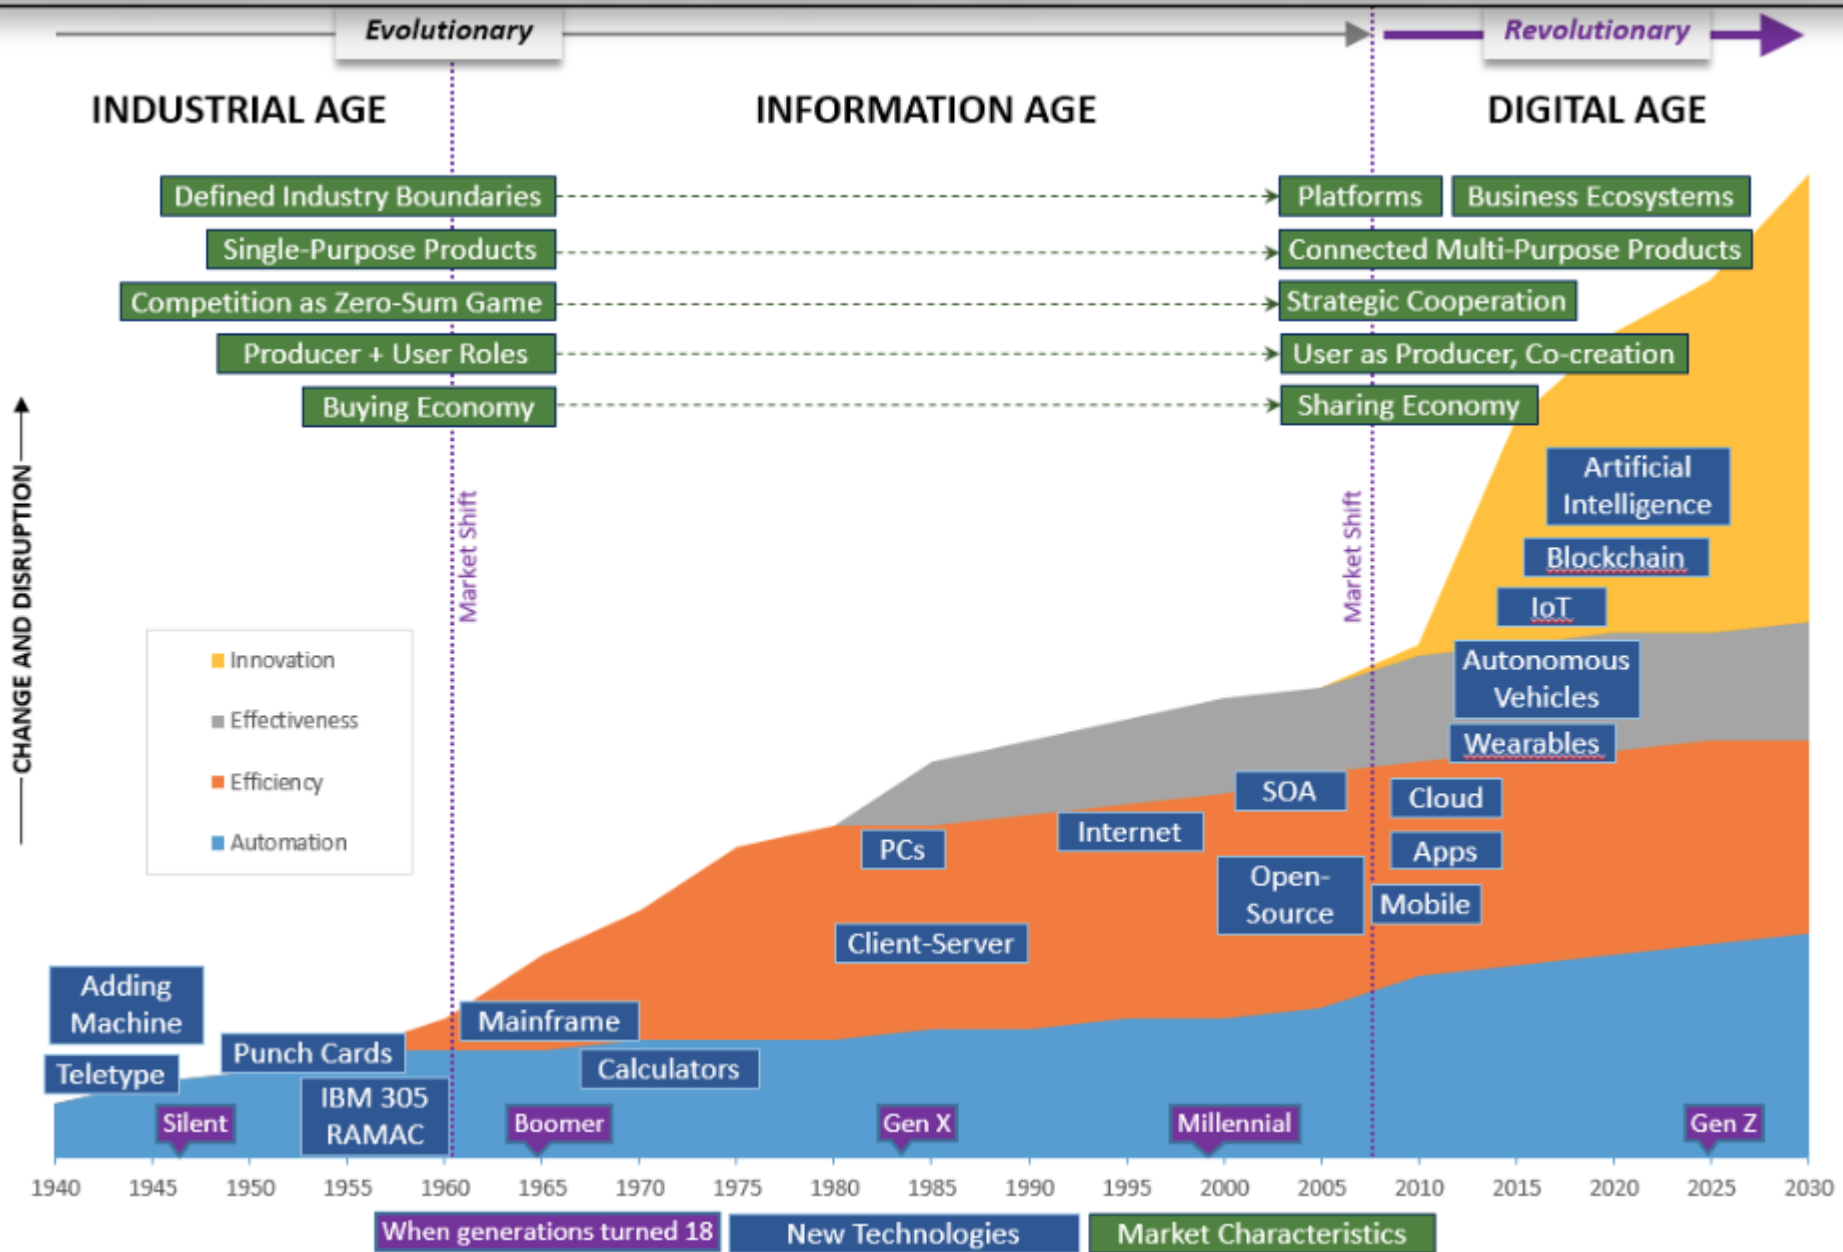 Evolutionary
Revolutionary
INDUSTRIAL AGE
INFORMATION AGE
DIGITAL AGE
Defined Industry Boundaries
Platforms
Business Ecosystems
Single-Purpose Products
Connected Multi-Purpose Products
Competition as Zero-Sum Game
Strategic Cooperation
Producer + User Roles
User as Producer, Co-creation
Buying Economy
Sharing Economy
CHANGE AND DISRUPTION
Market Shift
Market Shift
Innovation
Effectiveness
Efficiency
Automation
Artificial
Intelligence
Blockchain
IoT
Autonomous
Vehicles
Wearables
SOA
Cloud
Internet
PCs
Apps
Open-
Source
Mobile
Client-Server
Adding
Machine
Mainframe
Punch Cards
Teletype
Calculators
IBM 305
RAMAC
Silent
Boomer
Gen X
Millennial
Gen Z
1940 1945 1950 1955 1960 1965 1970 1975 1980 1985 1990 1995 2000 2005 2010 2015 2020 2025 2030
When generations turned 18
New Technologies
Market Characteristics